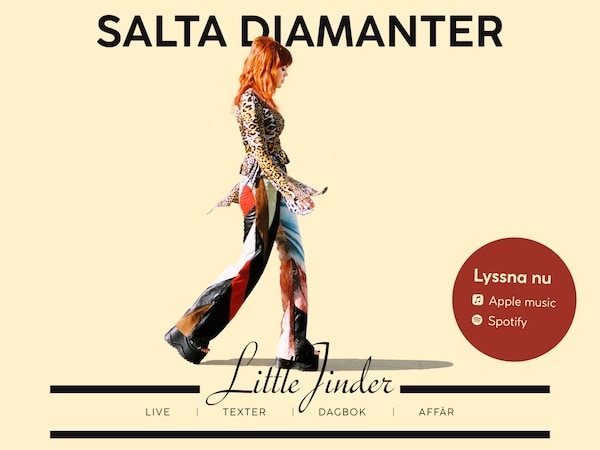 SALTA DIAMANTER
Lyssna nu
Apple music
Spotify
Little Jinder
LIVE | TEXTER | DAGBOK | AFFÄR